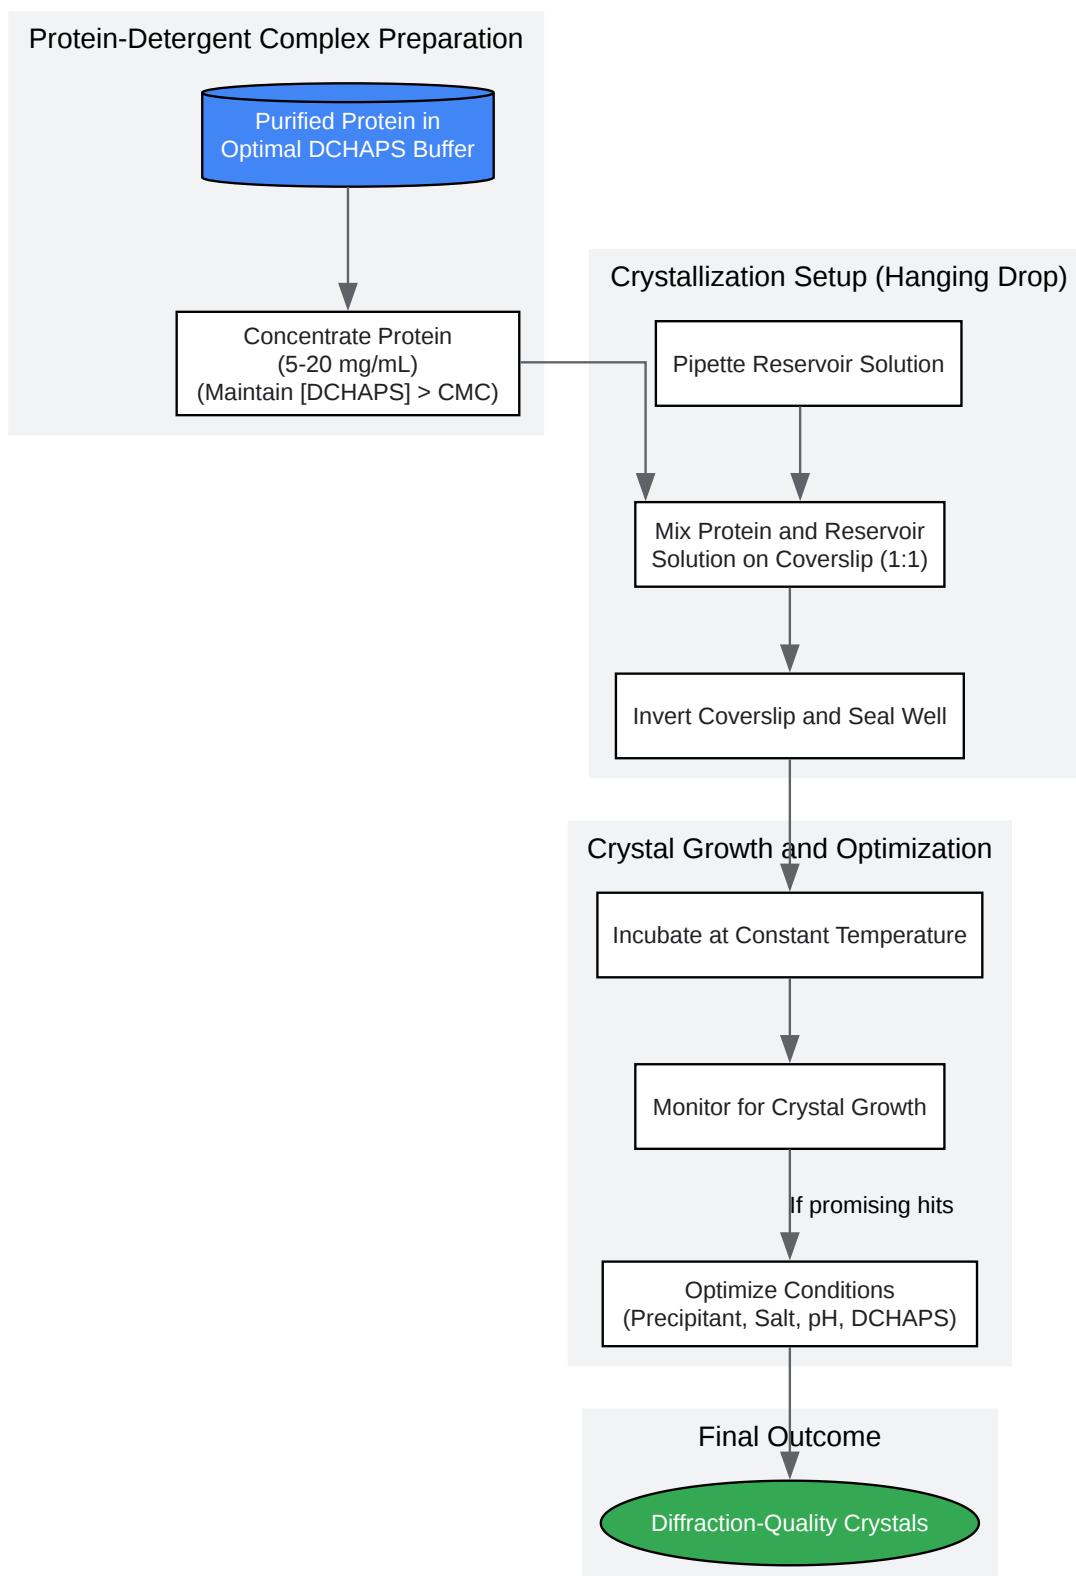 Protein-Detergent Complex Preparation
Purified Protein in
Optimal DCHAPS Buffer
Concentrate Protein
(5-20 mg/mL)
(Maintain [DCHAPS] > CMC)
Crystallization Setup (Hanging Drop)
Pipette Reservoir Solution
Mix Protein and Reservoir
Solution on Coverslip (1:1)
Invert Coverslip and Seal Well
Crystal Growth and Optimization
Incubate at Constant Temperature
Monitor for Crystal Growth
If promising hits
Optimize Conditions
(Precipitant, Salt, pH, DCHAPS)
Final Outcome
Diffraction-Quality Crystals